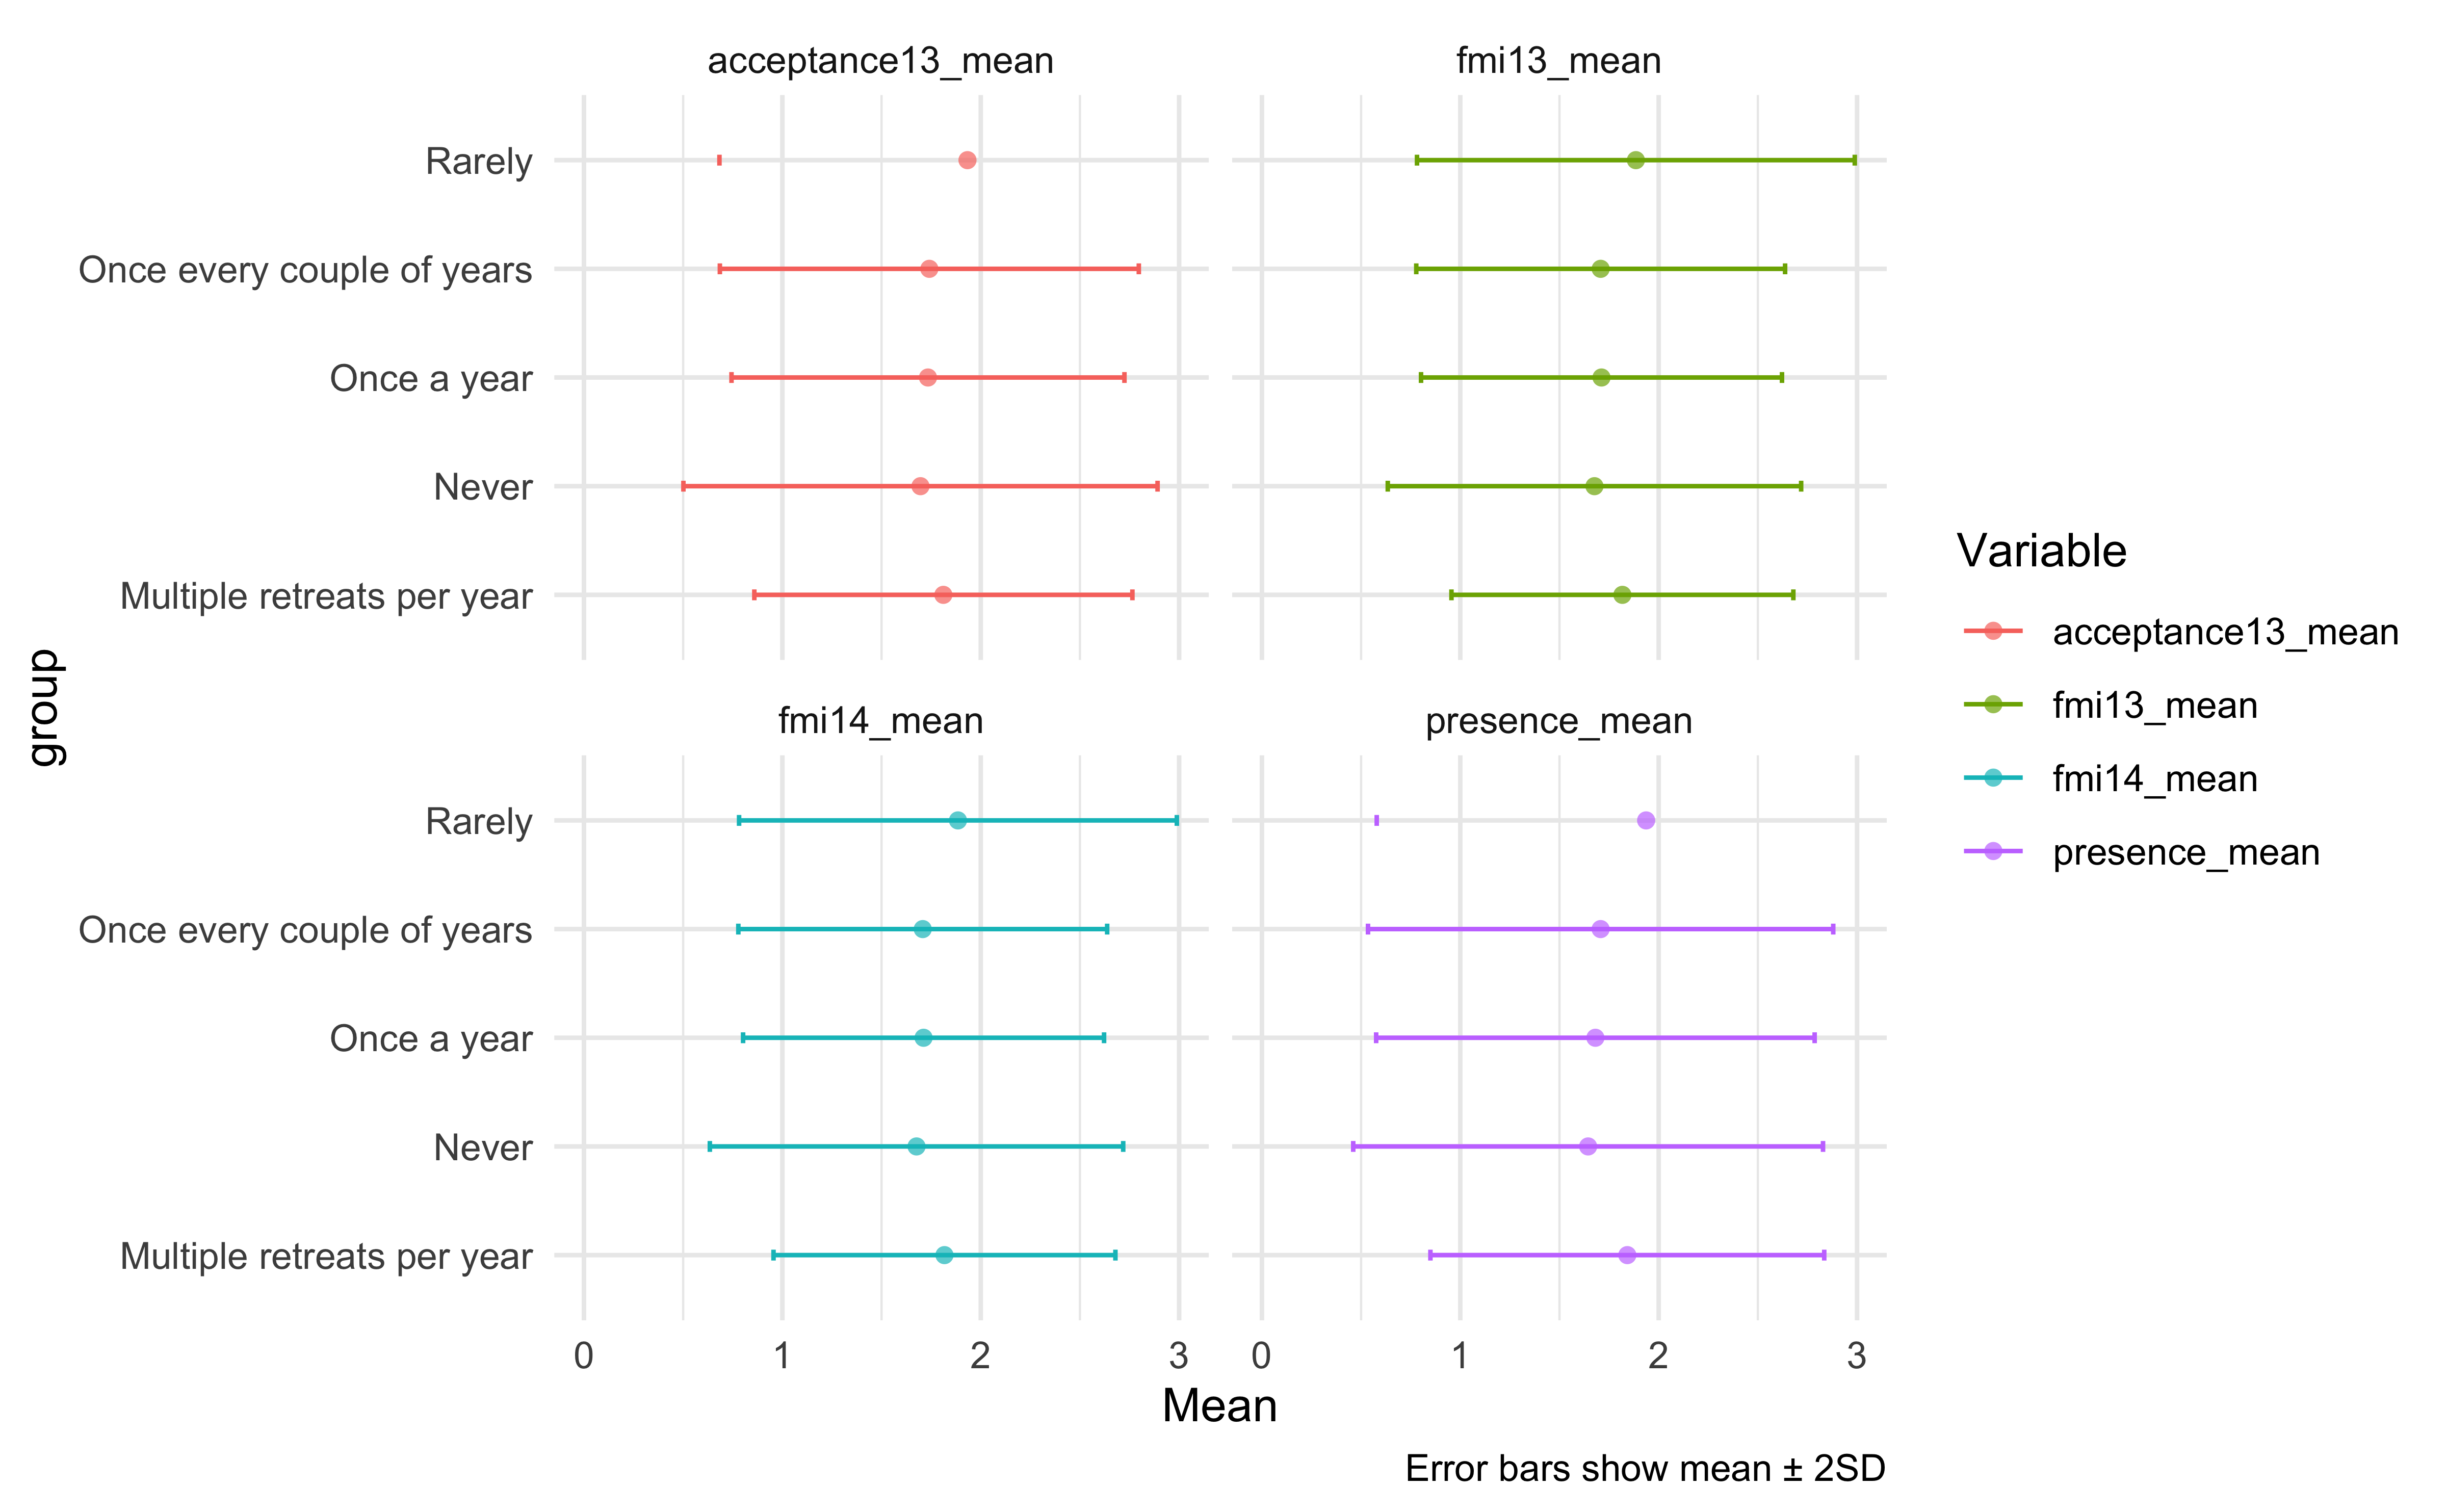 acceptance13_mean
fmi13_mean
Rarely
Once every couple of years
Once a year
Never
Multiple retreats per year
group
fmi14_mean
presence_mean
Rarely
Once every couple of years
Once a year
Never
Multiple retreats per year
0 1 2 3 0 1 2 3
Mean
Error bars show mean ± 2SD
Variable
acceptance13_mean
fmi13_mean
fmi14_mean
presence_mean